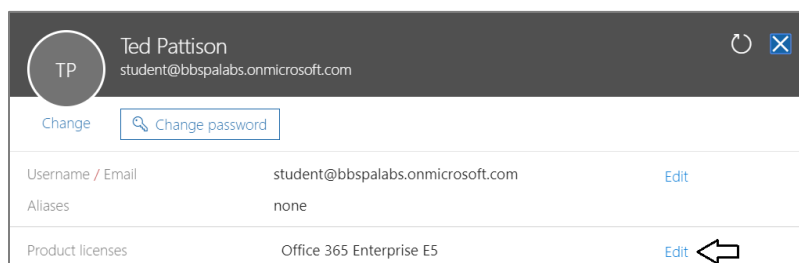 Ted Pattison
TP
student@bbspalabs.onmicrosoft.com
Change Change password
Username / Email student@bbspalabs.onmicrosoft.com Edit
Aliases none
Product licenses Office 365 Enterprise E5 Edit